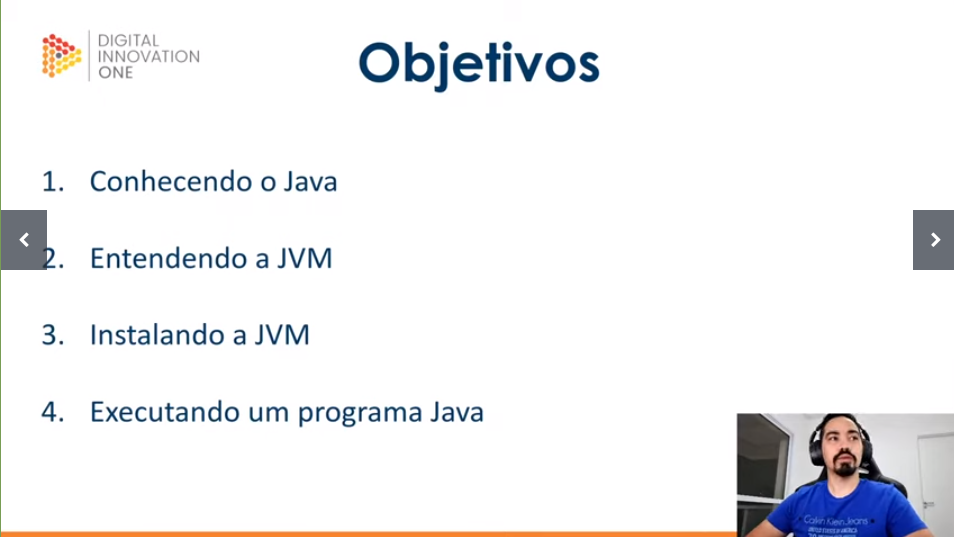 DIGITAL
INNOVATION
ONE
Objetivos
1. Conhecendo o Java
2. Entendendo a JVM
3. Instalando a JVM
4. Executando um programa Java
Calvin Klein Jeans